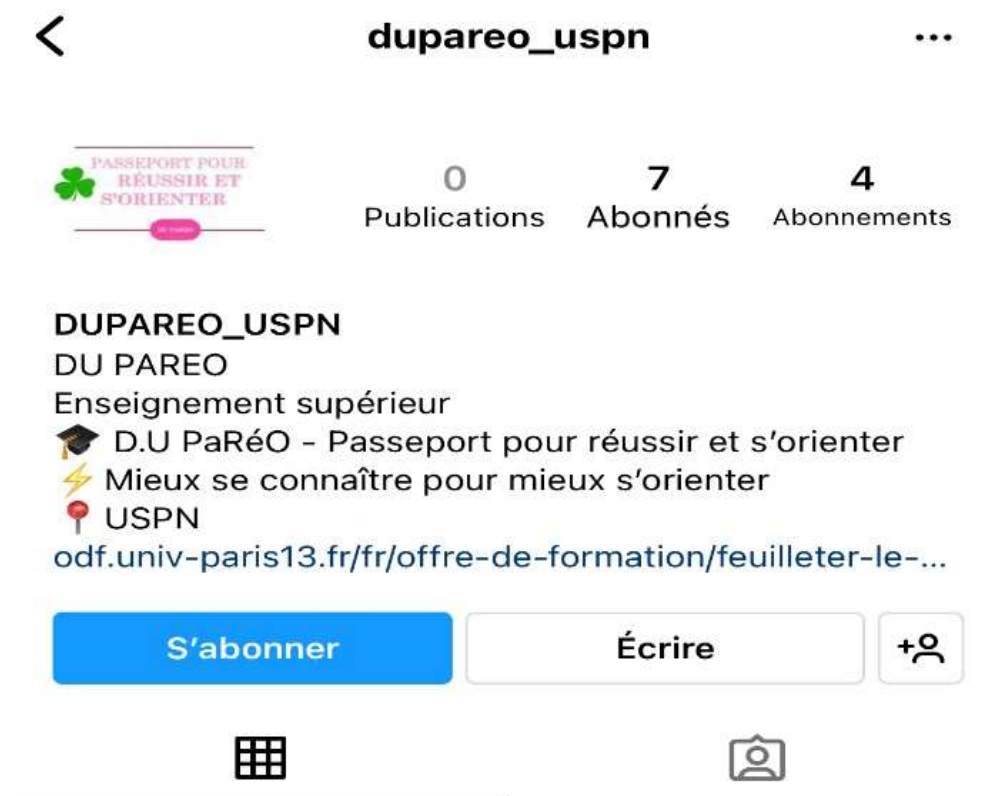 dupareo_uspn
PASSEPORT POUR
RÉUSSIR ET
S'ORIENTER
0
Publications
7
Abonnés
4
Abonnements
DUPAREO_USPN
DU PAREO
Enseignement supérieur
🎓 D.U PaRéO - Passeport pour réussir et s'orienter
⚡ Mieux se connaître pour mieux s'orienter
📍 USPN
odf.univ-paris13.fr/fr/offre-de-formation/feuilleter-le-...
S'abonner
Écrire